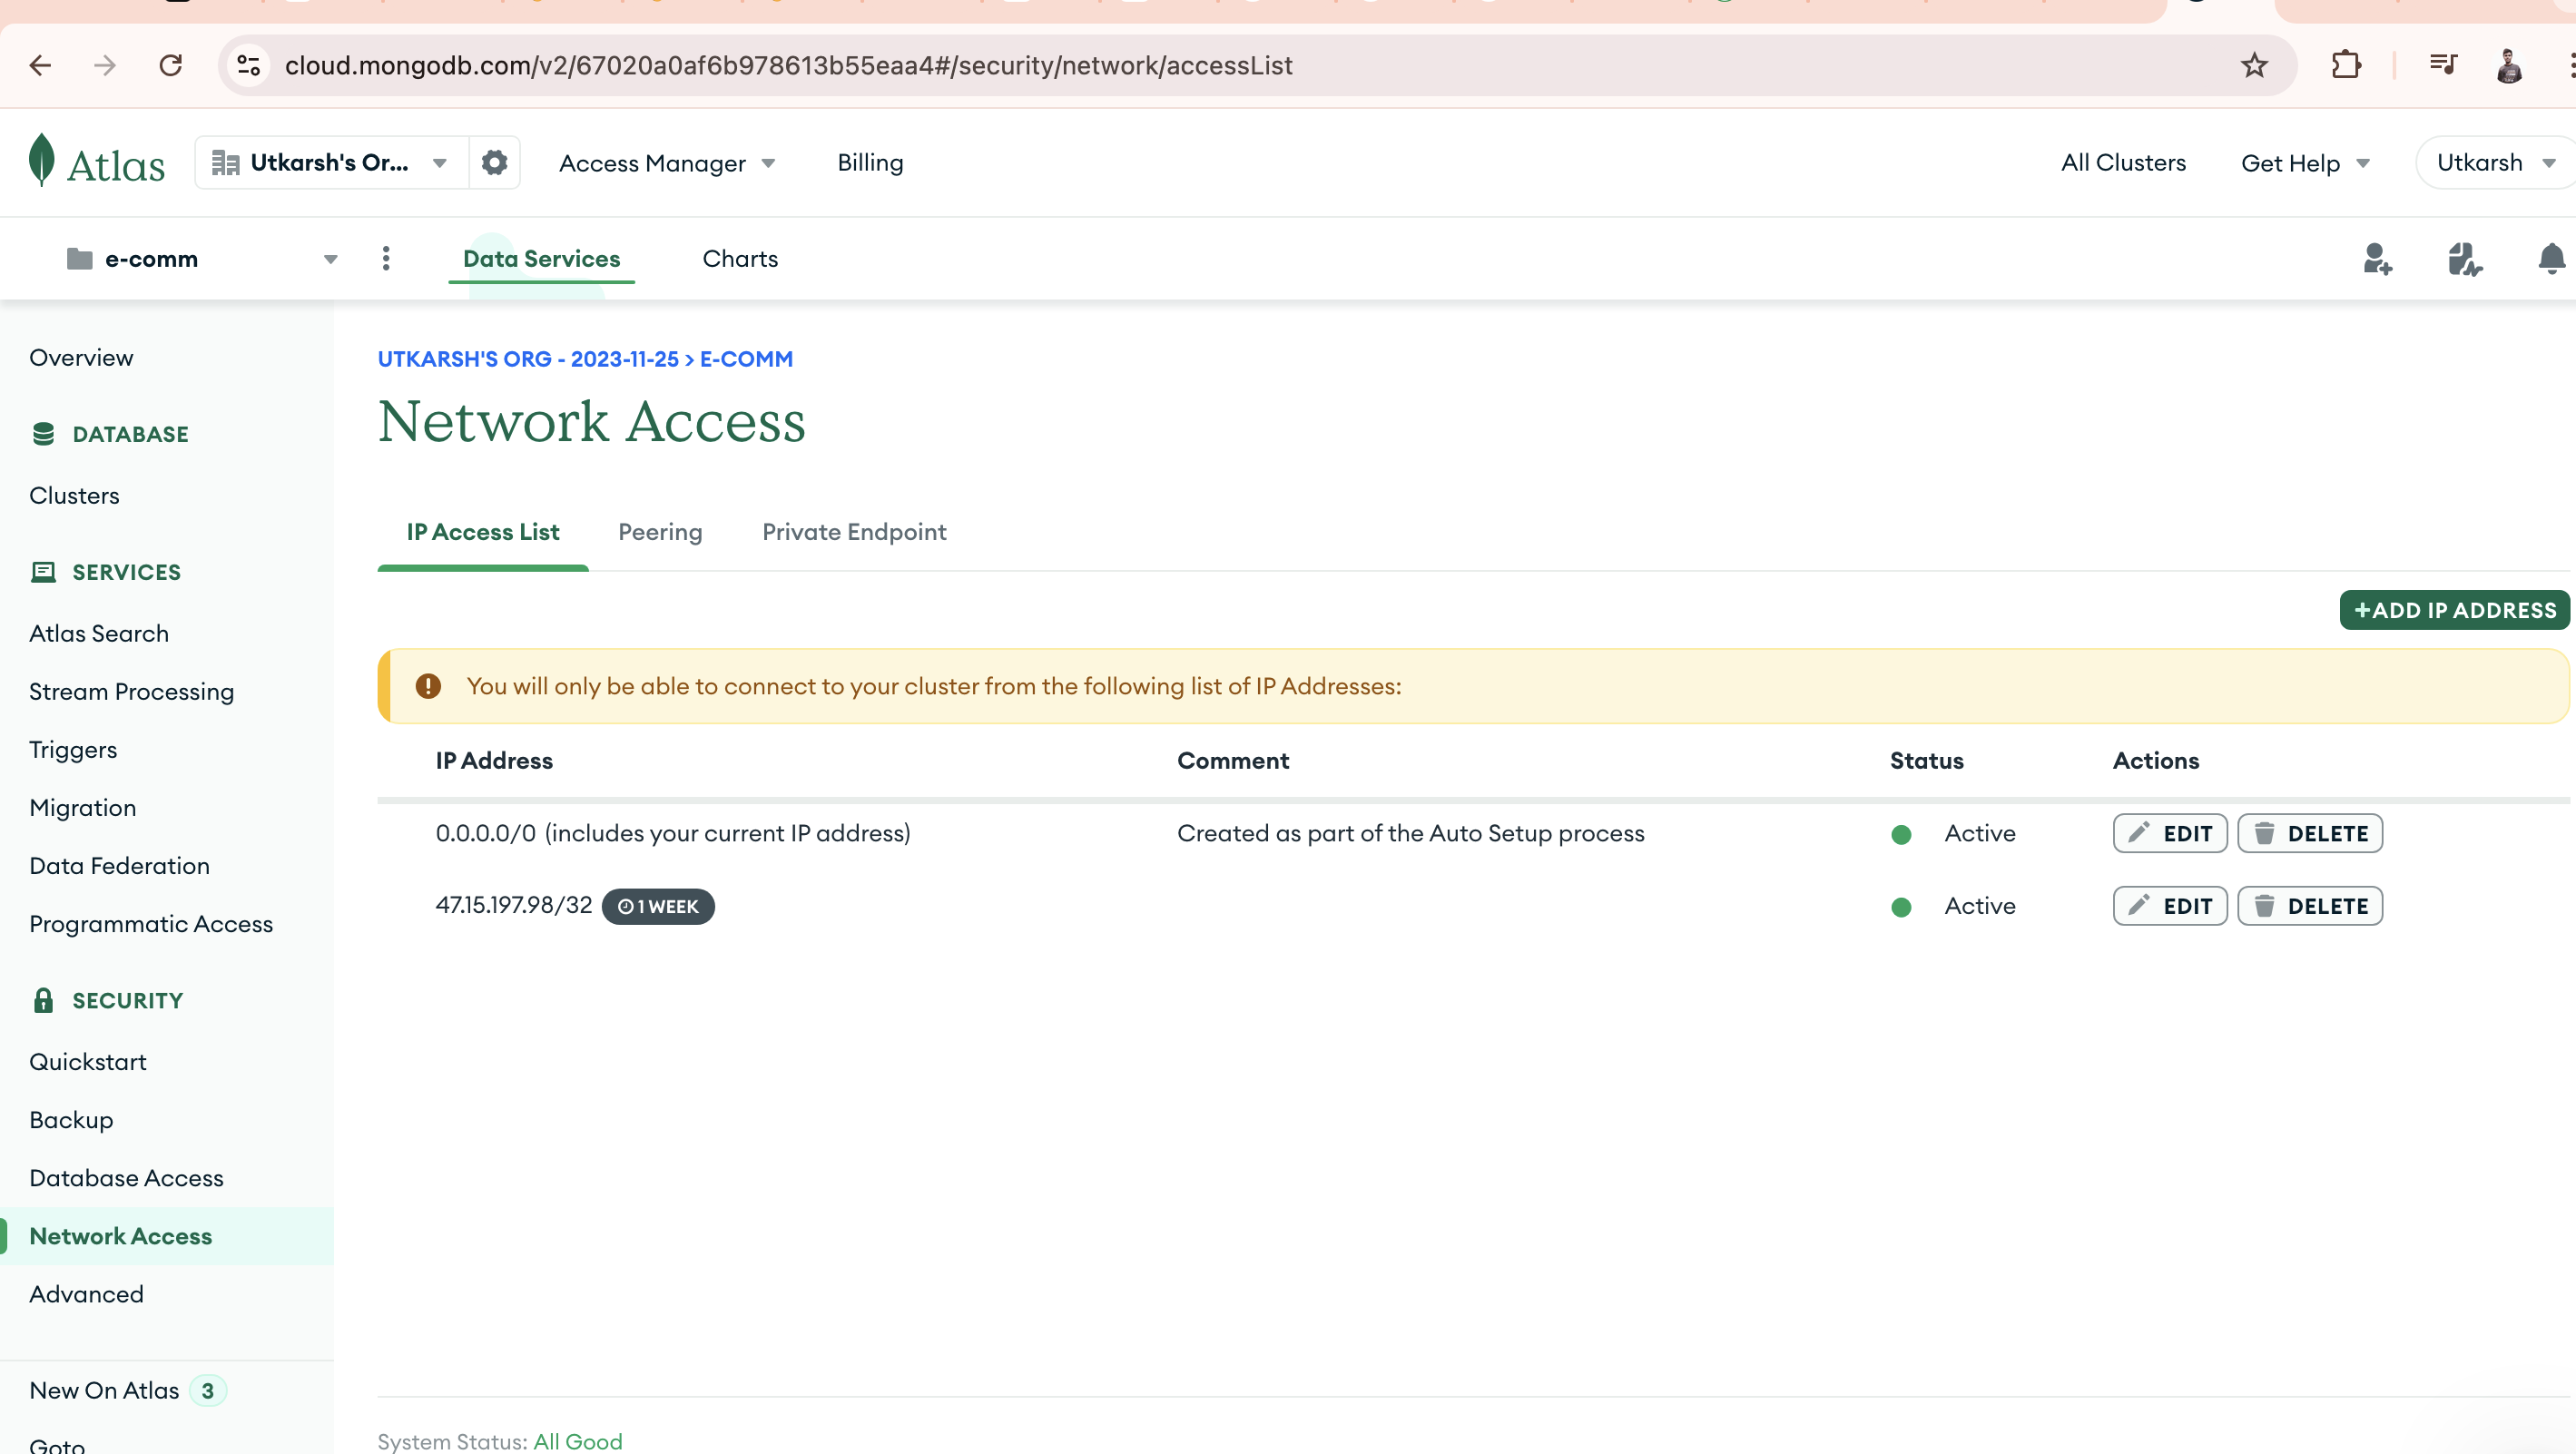 cloud.mongodb.com/v2/67020a0af6b978613b55eaa4#/security/network/accessList
Atlas
Utkarsh's Or...
Access Manager
Billing
All Clusters
Get Help
Utkarsh
e-comm
Data Services
Charts
Overview
DATABASE
Clusters
SERVICES
Atlas Search
Stream Processing
Triggers
Migration
Data Federation
Programmatic Access
SECURITY
Quickstart
Backup
Database Access
Network Access
Advanced
New On Atlas 3
Goto
UTKARSH'S ORG - 2023-11-25 > E-COMM
Network Access
IP Access List
Peering
Private Endpoint
+ADD IP ADDRESS
You will only be able to connect to your cluster from the following list of IP Addresses:
IP Address Comment Status Actions
0.0.0.0/0 (includes your current IP address) Created as part of the Auto Setup process Active EDIT DELETE
47.15.197.98/32 1 WEEK Active EDIT DELETE
System Status: All Good